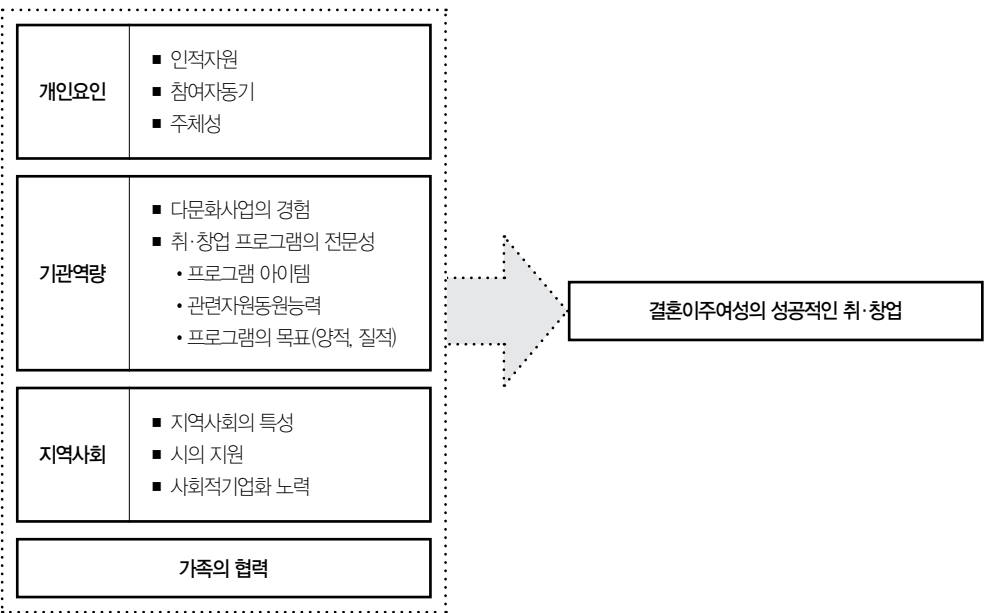 개인요인
■ 인적자원
■ 참여자동기
■ 주체성
기관역량
■ 다문화사업의 경험
■ 취·창업 프로그램의 전문성
• 프로그램 아이템
• 관련자원동원능력
• 프로그램의 목표(양적, 질적)
지역사회
■ 지역사회의 특성
■ 시의 지원
■ 사회적기업화 노력
가족의 협력
결혼이주여성의 성공적인 취·창업